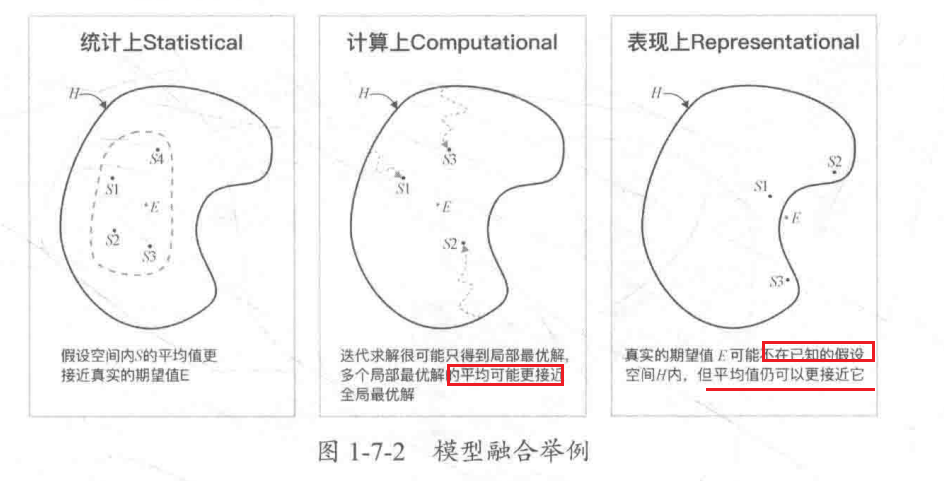 统计上Statistical
H
S4
S1
E
S2
S3
假设空间内S的平均值更
接近真实的期望值E
计算上Computational
H
S3
S1
E
S2
迭代求解很可能只得到局部最优解,
多个局部最优解的平均可能更接近
全局最优解
表现上Representational
H
S2
S1
E
S3
真实的期望值 E 可能不在已知的假设
空间H内,但平均值仍可以更接近它
图 1-7-2 模型融合举例